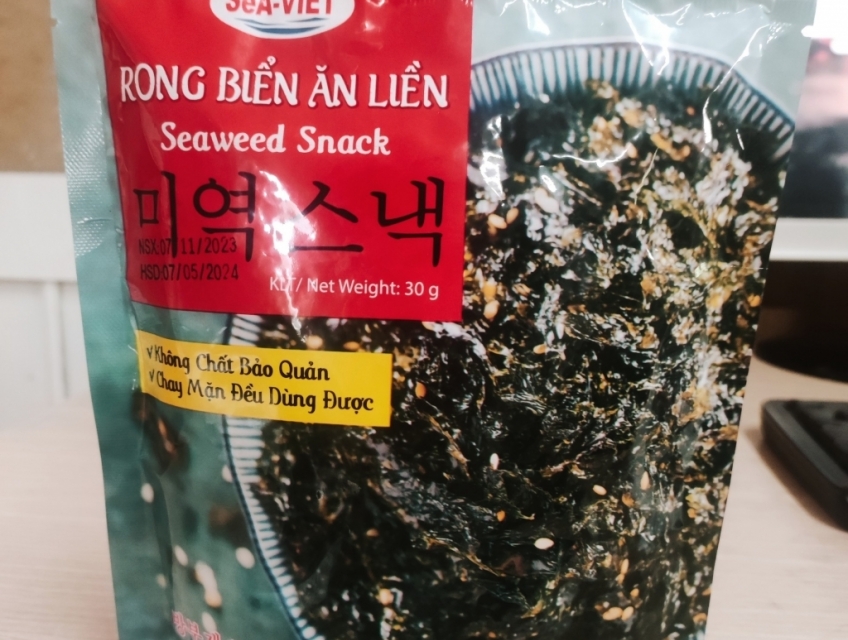 SEA-VIET
RONG BIỂN ĂN LIỀN
Seaweed Snack
미역 스낵
NSX:07/11/2023
HSD:07/05/2024
KLT/ Net Weight: 30 g
√Không Chất Bảo Quản
√Chay Mặn Đều Dùng Được